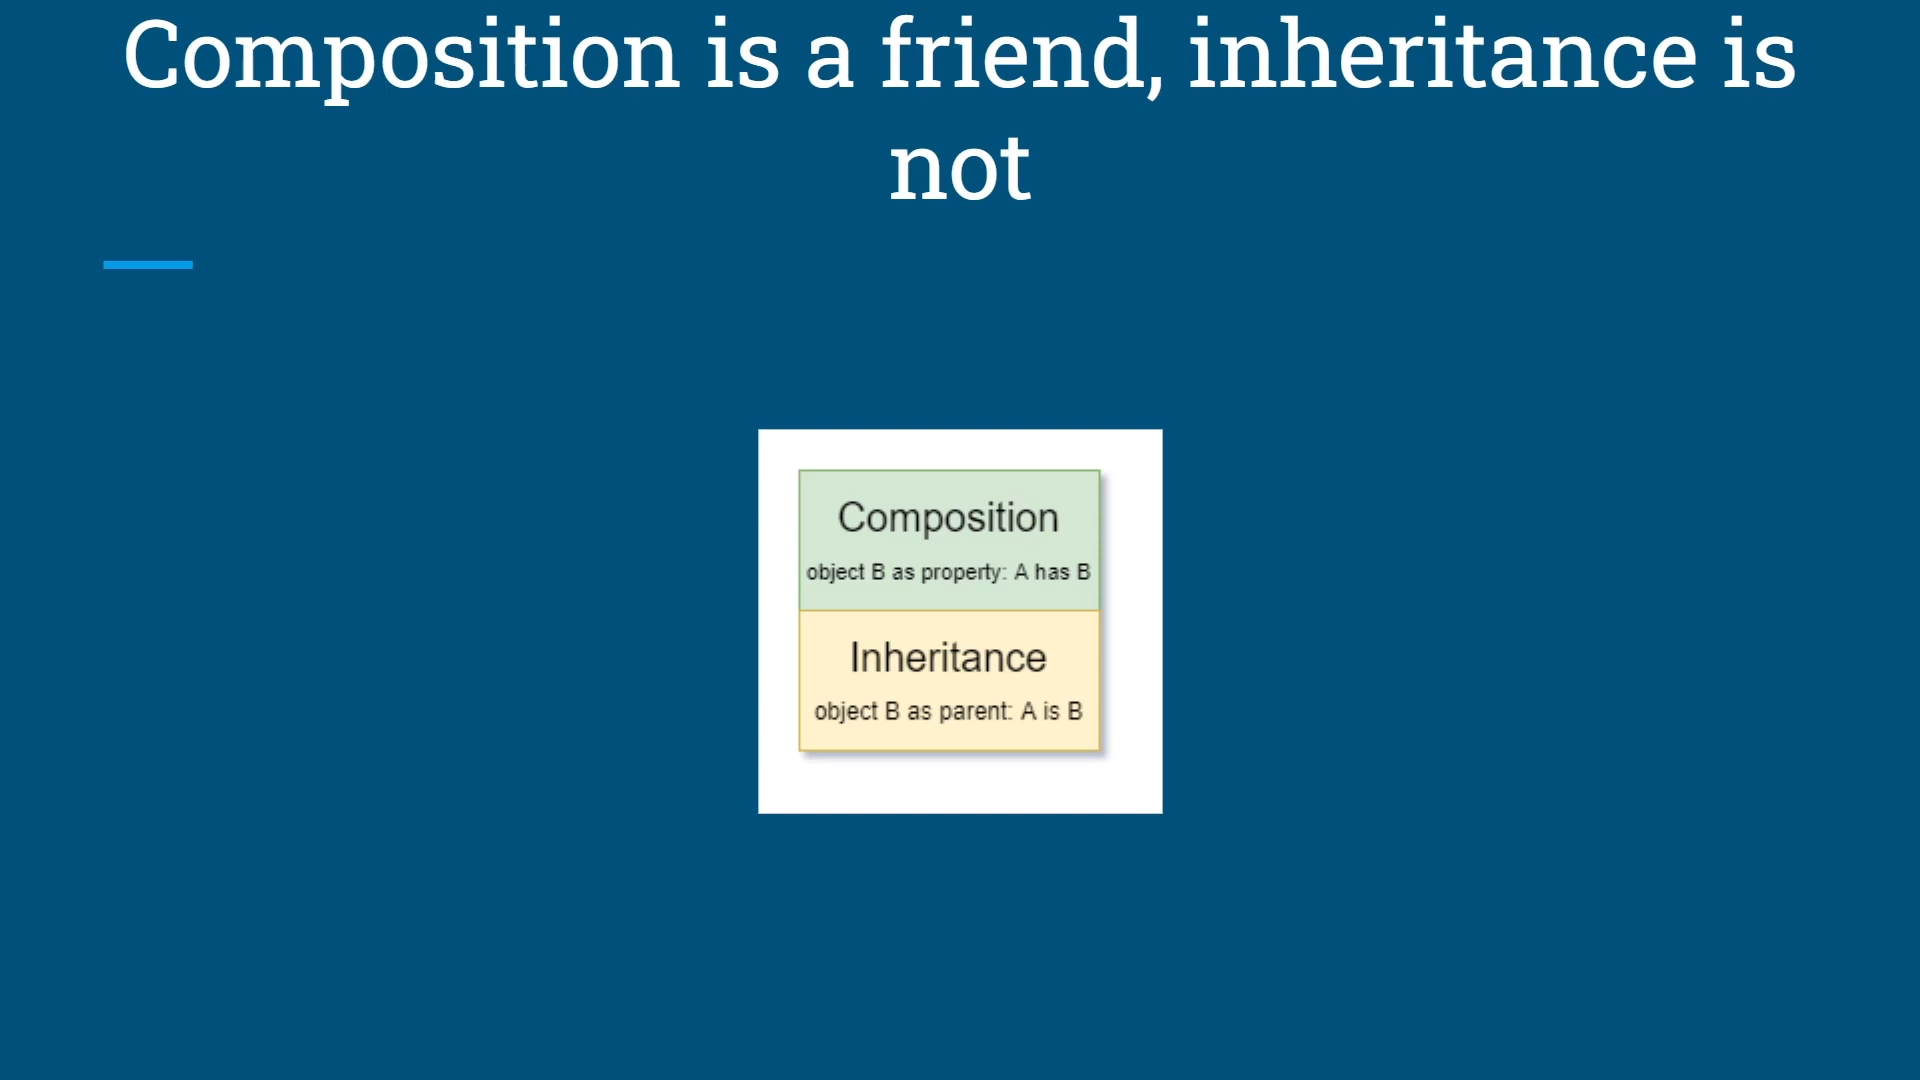 Composition is a friend, inheritance is
not
Composition
object B as property: A has B
Inheritance
object B as parent: A is B